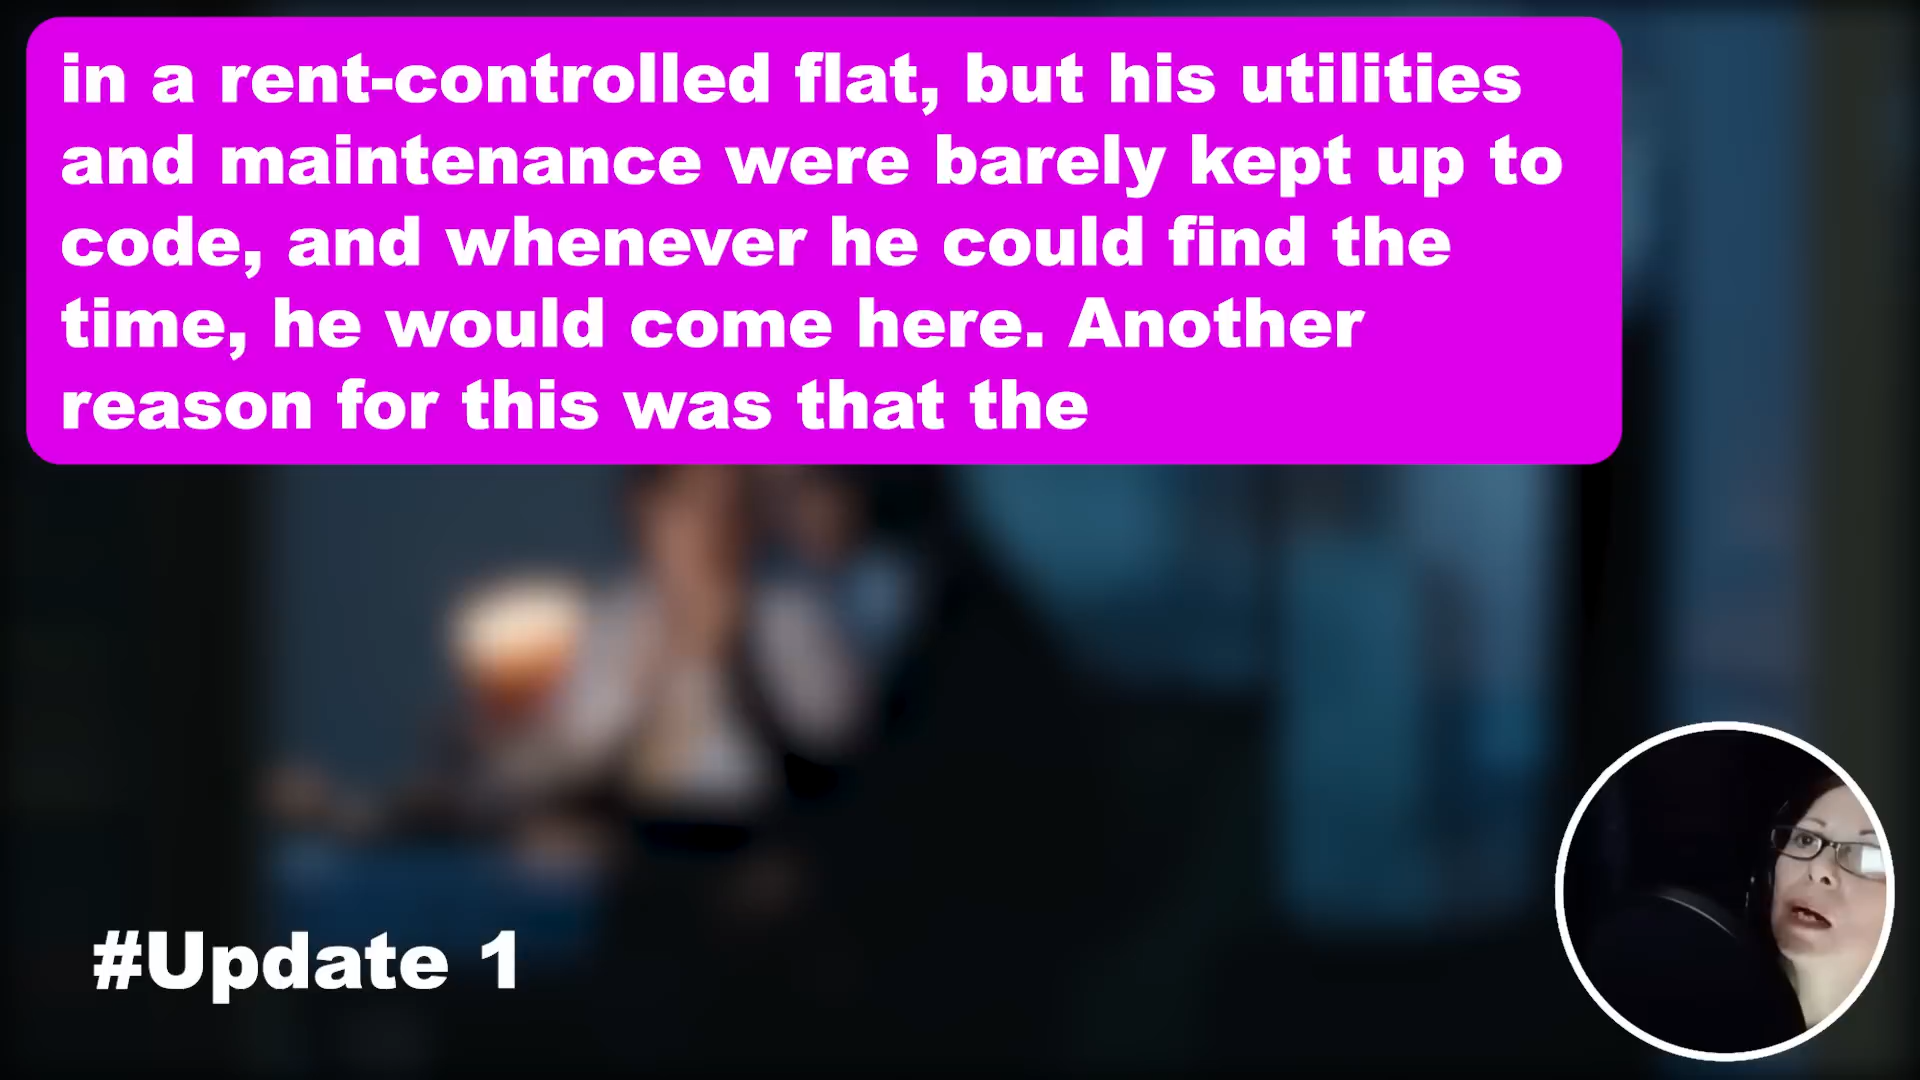 in a rent-controlled flat, but his utilities
and maintenance were barely kept up to
code, and whenever he could find the
time, he would come here. Another
reason for this was that the
#Update 1